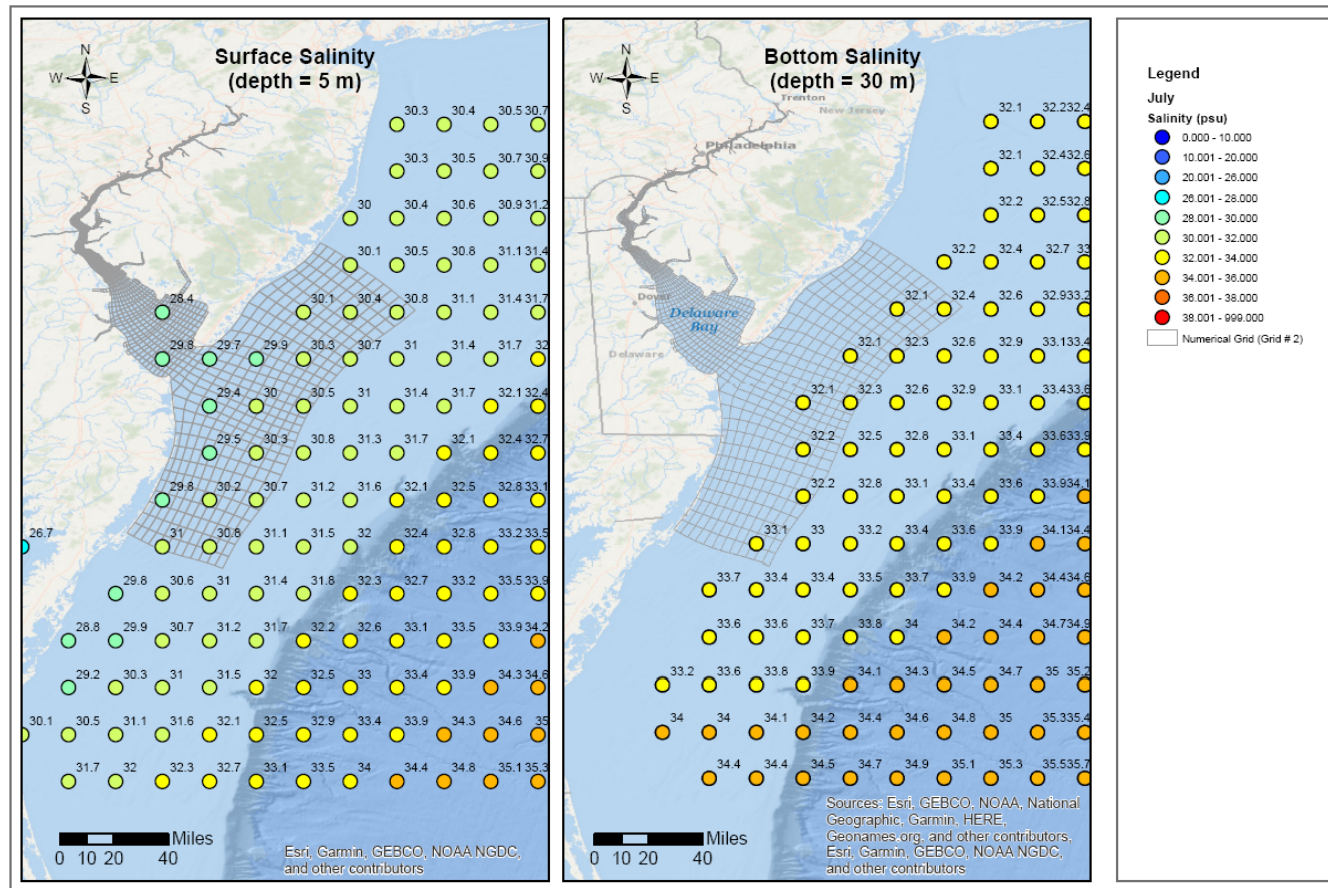 Surface Salinity
(depth = 5 m)
N
W E
S
30.3 30.4 30.5 30.7
30.3 30.5 30.7 30.9
30 30.4 30.6 30.9 31.2
30.1 30.5 30.8 31.1 31.4
28.4 30.1 30.4 30.8 31.1 31.4 31.7
29.8 29.7 29.9 30.3 30.7 31 31.4 31.7 32
29.4 30 30.5 31 31.4 31.7 32.1 32.4
29.5 30.3 30.8 31.3 31.7 32.1 32.4 32.7
29.8 30.2 30.7 31.2 31.6 32.1 32.5 32.8 33.1
26.7 31 30.8 31.1 31.5 32 32.4 32.8 33.2 33.5
29.8 30.6 31 31.4 31.8 32.3 32.7 33.2 33.5 33.9
28.8 29.9 30.7 31.2 31.7 32.2 32.6 33.1 33.5 33.9 34.2
29.2 30.3 31 31.5 32 32.5 33 33.4 33.9 34.3 34.6
30.1 30.5 31.1 31.6 32.1 32.5 32.9 33.4 33.9 34.3 34.6 35
31.7 32 32.3 32.7 33.1 33.5 34 34.4 34.8 35.1 35.3
Miles
0 10 20 40
Esri, Garmin, GEBCO, NOAA NGDC,
and other contributors
Bottom Salinity
(depth = 30 m)
N
W E
S
Trenton
New Jersey
Philadelphia
Dover
Delaware
Bay
Delaware
32.1 32.2 32.4
32.1 32.4 32.6
32.2 32.5 32.8
32.2 32.4 32.7 33
32.1 32.4 32.6 32.9 33.2
32.1 32.3 32.6 32.9 33.1 33.4
32.1 32.3 32.6 32.9 33.1 33.4 33.6
32.2 32.5 32.8 33.1 33.4 33.6 33.9
32.2 32.8 33.1 33.4 33.6 33.9 34.1
33.1 33 33.2 33.4 33.6 33.9 34.1 34.4
33.7 33.4 33.4 33.5 33.7 33.9 34.2 34.4 34.6
33.6 33.6 33.7 33.8 34 34.2 34.4 34.7 34.9
33.2 33.6 33.8 33.9 34.1 34.3 34.5 34.7 35 35.2
34 34 34.1 34.2 34.4 34.6 34.8 35 35.3 35.4
34.4 34.4 34.5 34.7 34.9 35.1 35.3 35.5 35.7
Miles
0 10 20 40
Sources: Esri, GEBCO, NOAA, National
Geographic, Garmin, HERE,
Geonames.org, and other contributors,
Esri, Garmin, GEBCO, NOAA NGDC,
and other contributors
Legend
July
Salinity (psu)
0.000 - 10.000
10.001 - 20.000
20.001 - 26.000
26.001 - 28.000
28.001 - 30.000
30.001 - 32.000
32.001 - 34.000
34.001 - 36.000
36.001 - 38.000
38.001 - 999.000
Numerical Grid (Grid # 2)